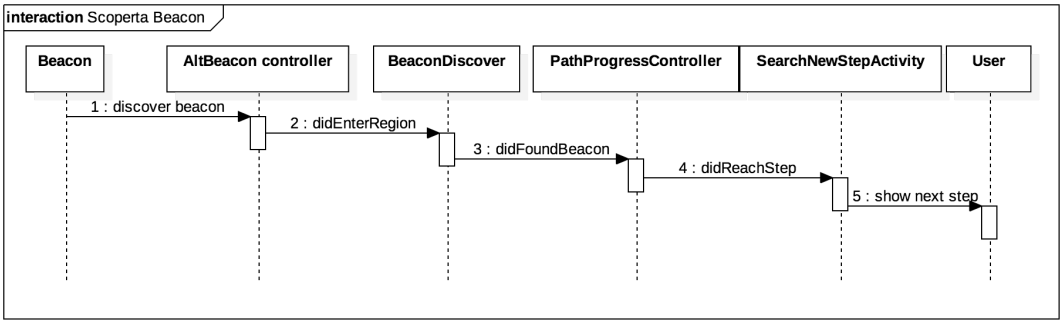 interaction Scoperta Beacon
Beacon
AltBeacon controller
BeaconDiscover
PathProgressController
SearchNewStepActivity
User
1 : discover beacon
2 : didEnterRegion
3 : didFoundBeacon
4 : didReachStep
5 : show next step